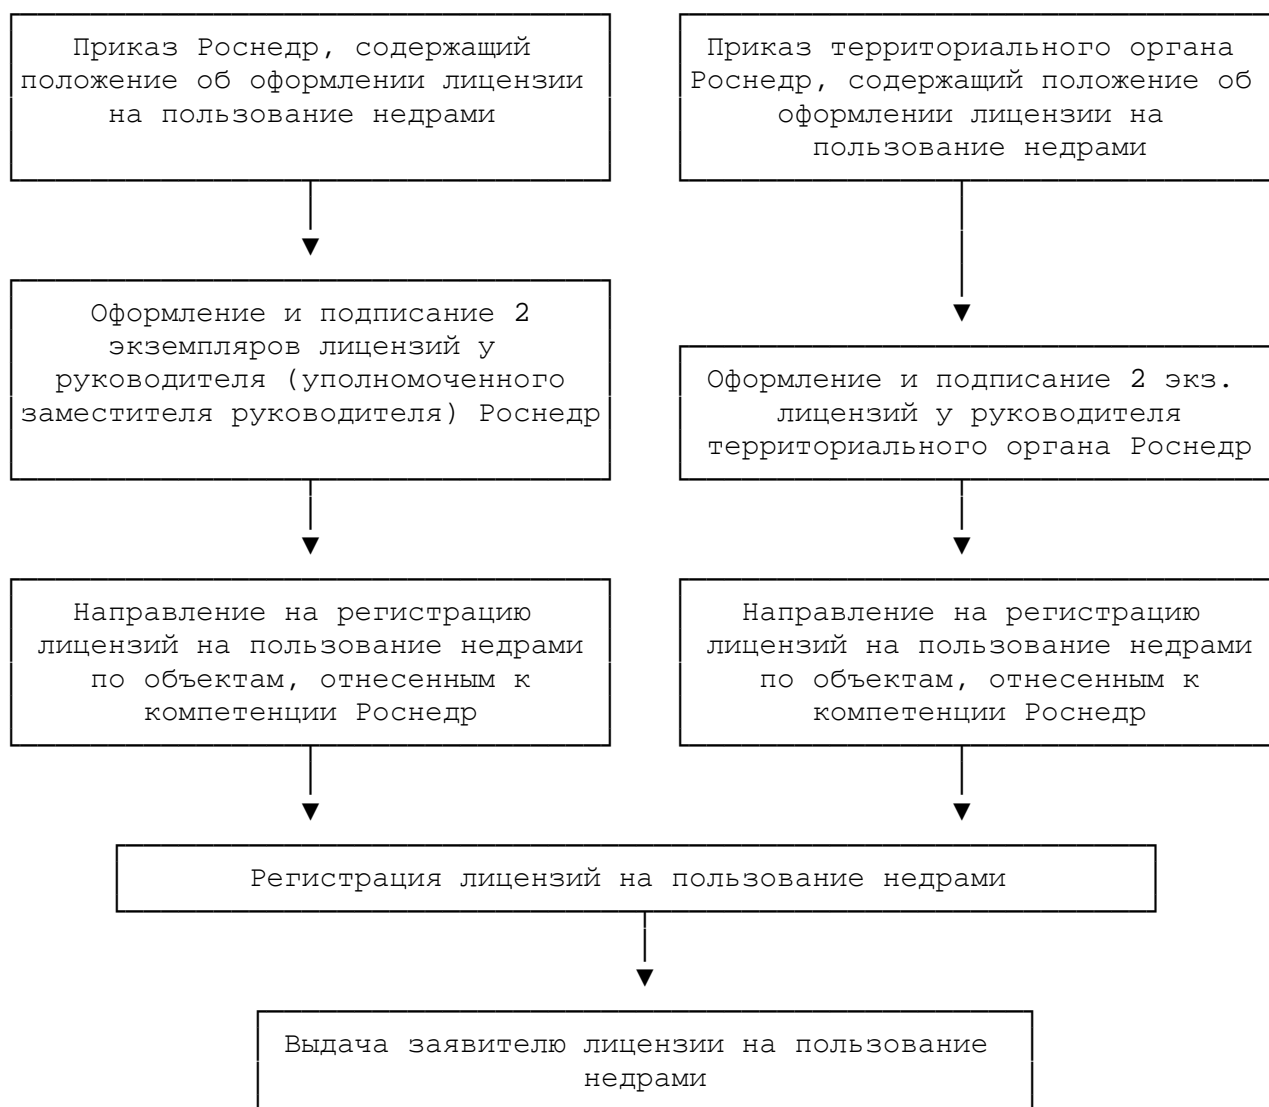 Приказ Роснедр, содержащий
положение об оформлении лицензии
на пользование недрами
Приказ территориального органа
Роснедр, содержащий положение об
оформлении лицензии на
пользование недрами
Оформление и подписание 2
экземпляров лицензий у
руководителя (уполномоченного
заместителя руководителя) Роснедр
Оформление и подписание 2 экз.
лицензий у руководителя
территориального органа Роснедр
Направление на регистрацию
лицензий на пользование недрами
по объектам, отнесенным к
компетенции Роснедр
Направление на регистрацию
лицензий на пользование недрами
по объектам, отнесенным к
компетенции Роснедр
Регистрация лицензий на пользование недрами
Выдача заявителю лицензии на пользование
недрами